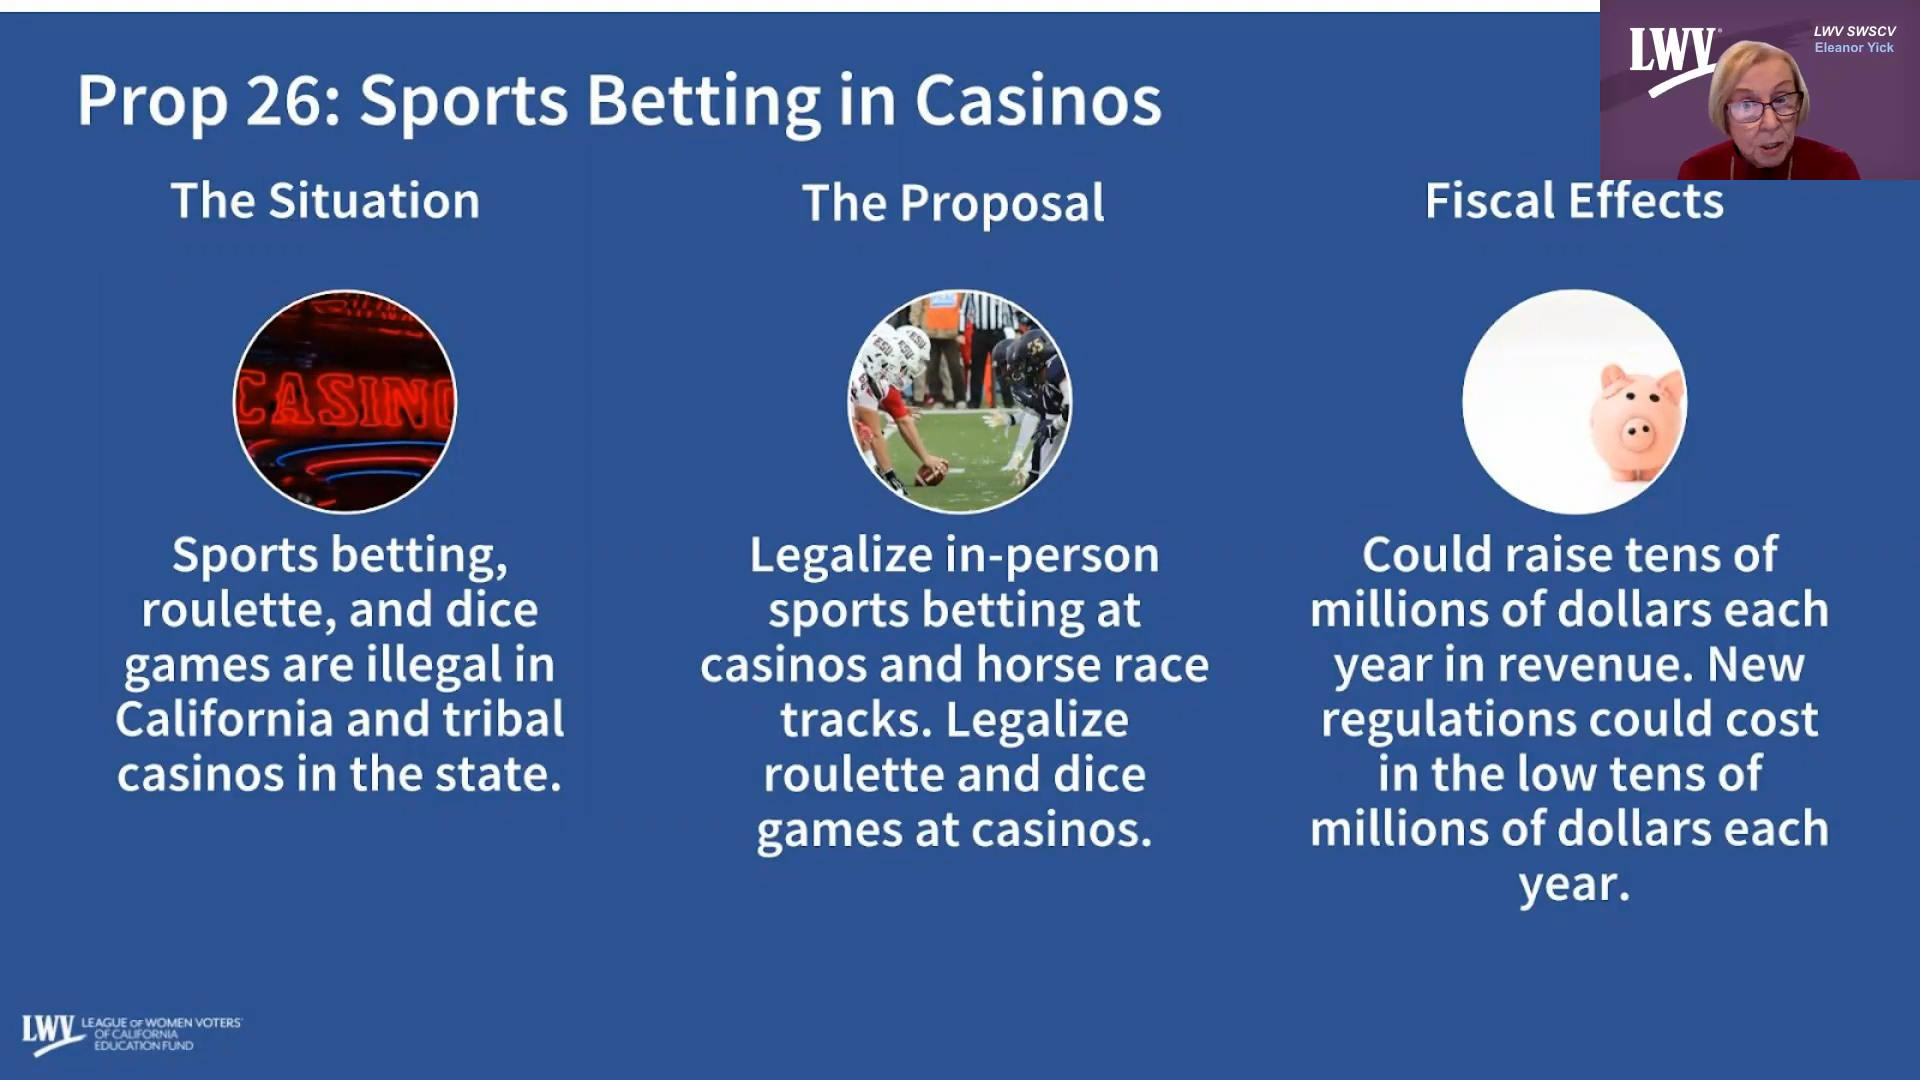 Prop 26: Sports Betting in Casinos
LWV
LWV SWSCV
Eleanor Yick
The Situation
CASINO
Sports betting,
roulette, and dice
games are illegal in
California and tribal
casinos in the state.
The Proposal
ESU
ESU
55
Legalize in-person
sports betting at
casinos and horse race
tracks. Legalize
roulette and dice
games at casinos.
Fiscal Effects
Could raise tens of
millions of dollars each
year in revenue. New
regulations could cost
in the low tens of
millions of dollars each
year.
LWV LEAGUE OF WOMEN VOTERS®
OF CALIFORNIA
EDUCATION FUND